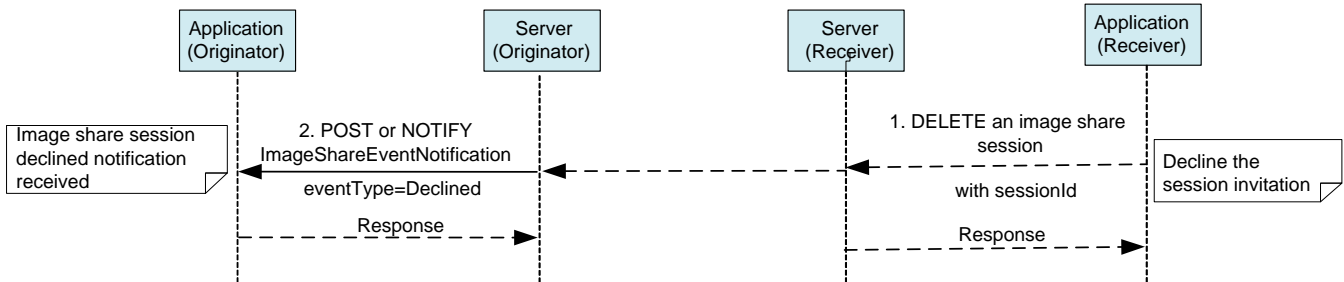 Application
(Originator)
Server
(Originator)
Server
(Receiver)
Application
(Receiver)
Image share session
declined notification
received
2. POST or NOTIFY
ImageShareEventNotification
eventType=Declined
Response
1. DELETE an image share
session
with sessionId
Response
Decline the
session invitation